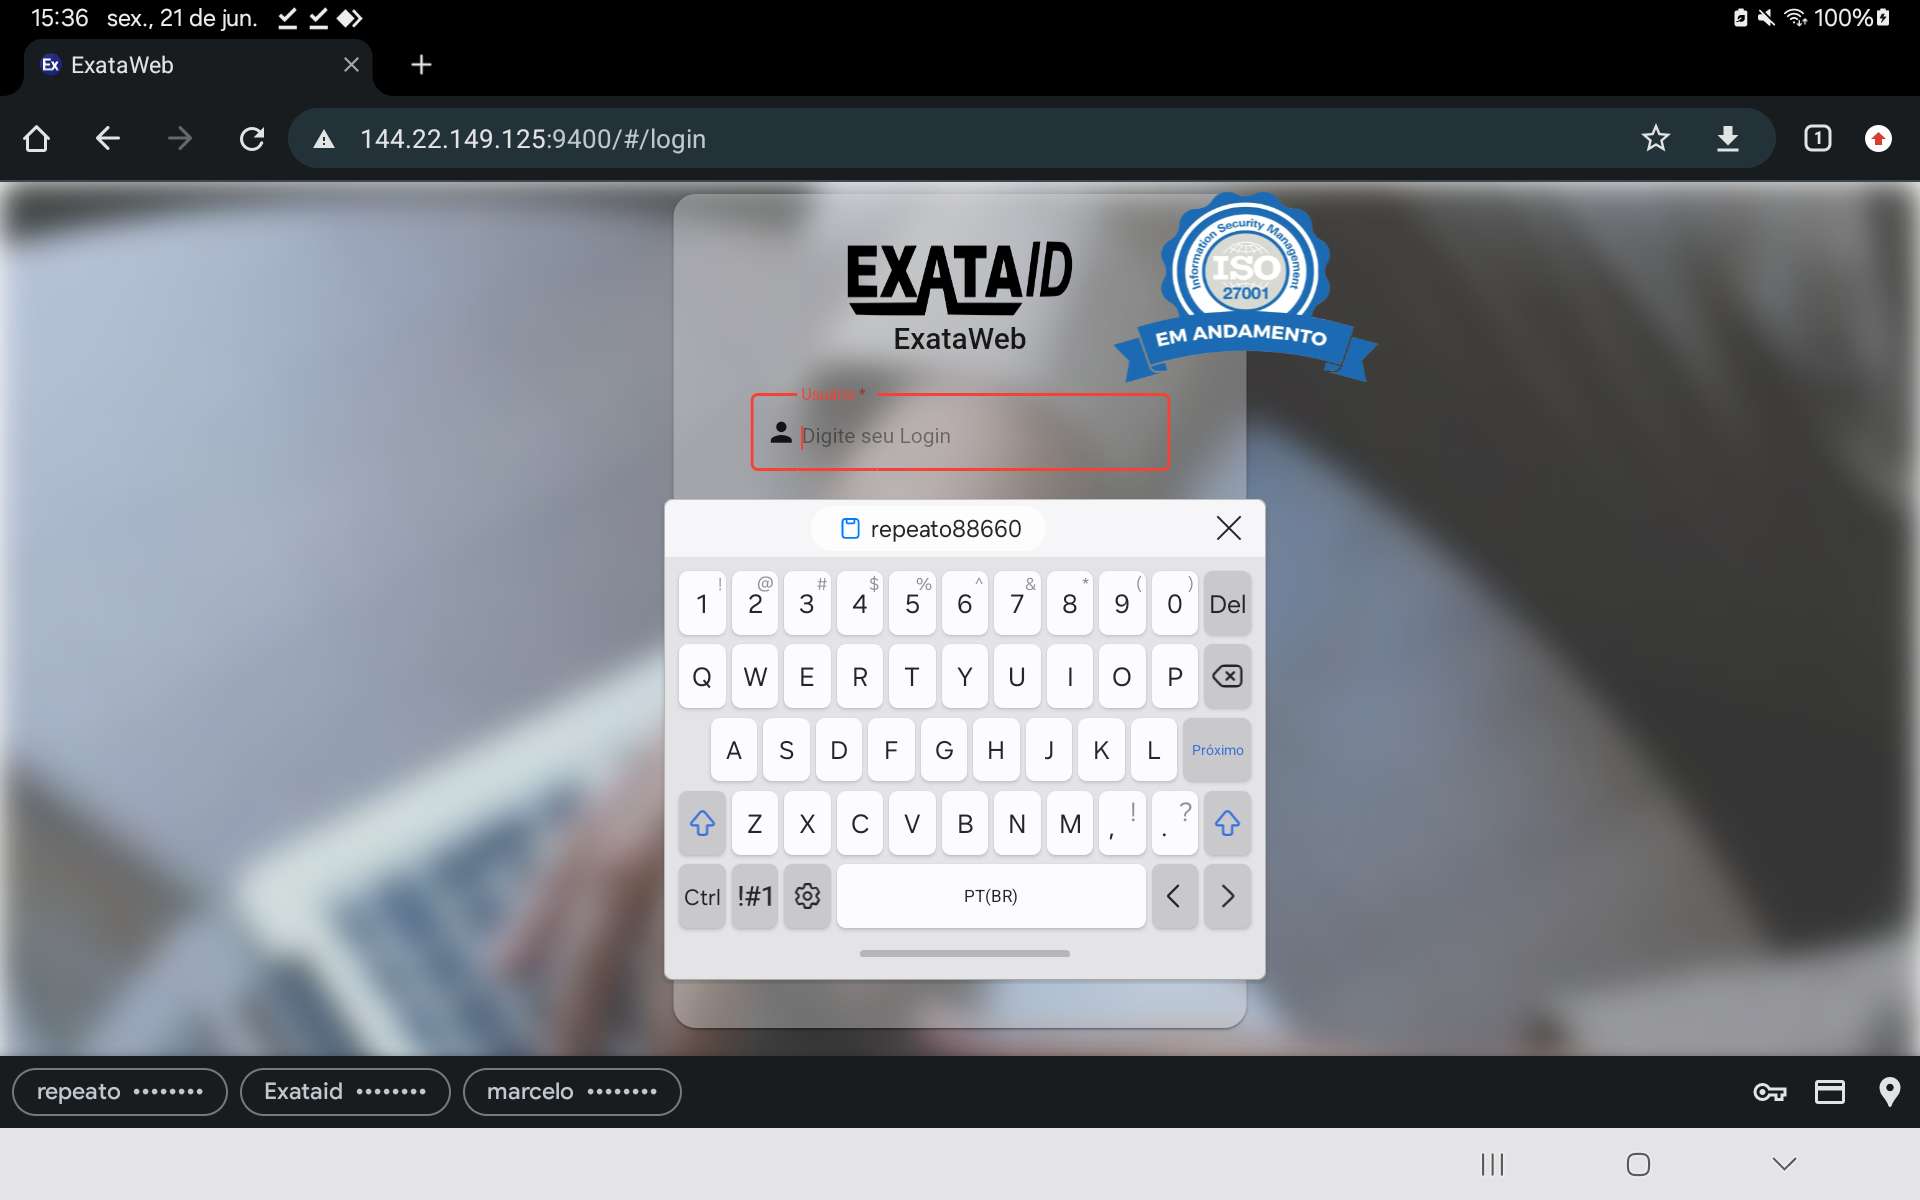 15:36 sex., 21 de jun.
100%
Ex ExataWeb
144.22.149.125:9400/#/login
1
EXATAID
ExataWeb
Information Security Management
ISO
27001
EM ANDAMENTO
Usuário *
Digite seu Login
repeato88660
! @ # $ % ^ & * ( )
1 2 3 4 5 6 7 8 9 0 Del
Q W E R T Y U I O P
A S D F G H J K L Próximo
Z X C V B N M , ! . ?
Ctrl !#1 PT(BR) < >
repeato •••••••• Exataid •••••••• marcelo ••••••••